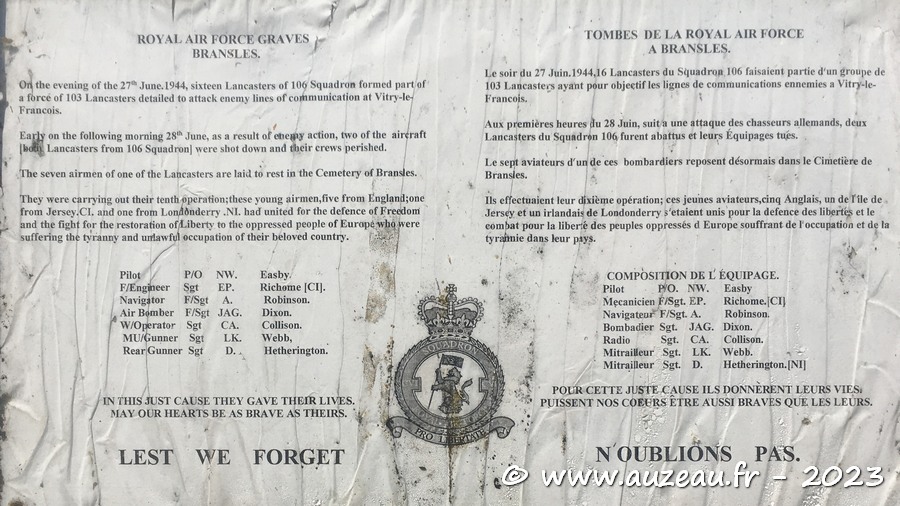 ROYAL AIR FORCE GRAVES
BRANSLES.
On the evening of the 27th June.1944, sixteen Lancasters of 106 Squadron formed part of
a force of 103 Lancasters detailed to attack enemy lines of communication at Vitry-le-
Francois.
Early on the following morning 28th June, as a result of enemy action, two of the aircraft
[both Lancasters from 106 Squadron] were shot down and their crews perished.
The seven airmen of one of the Lancasters are laid to rest in the Cemetery of Bransles.
They were carrying out their tenth operation;these young airmen,five from England;one
from Jersey.CI. and one from Londonderry .NI. had united for the defence of Freedom
and the fight for the restoration of Liberty to the oppressed people of Europe who were
suffering the tyranny and unlawful occupation of their beloved country.
Pilot P/O NW. Easby.
F/Engineer Sgt EP. Richome [CI].
Navigator F/Sgt A. Robinson.
Air Bomber F/Sgt JAG. Dixon.
W/Operator Sgt CA. Collison.
MU/Gunner Sgt LK. Webb,
Rear Gunner Sgt D. Hetherington.
IN THIS JUST CAUSE THEY GAVE THEIR LIVES.
MAY OUR HEARTS BE AS BRAVE AS THEIRS.
LEST WE FORGET
SQUADRON
PRO LIBERTATE
TOMBES DE LA ROYAL AIR FORCE
A BRANSLES.
Le soir du 27 Juin.1944,16 Lancasters du Squadron 106 faisaient partie d'un groupe de
103 Lancasters ayant pour objectif les lignes de communications ennemies a Vitry-le-
Francois.
Aux premières heures du 28 Juin, suit a une attaque des chasseurs allemands, deux
Lancasters du Squadron 106 furent abattus et leurs Équipages tués.
Le sept aviateurs d'un de ces bombardiers reposent désormais dans le Cimetière de
Bransles.
Ils effectuaient leur dixième opération; ces jeunes aviateurs,cinq Anglais, un de l'Ile de
Jersey et un irlandais de Londonderry s'etaient unis pour la defence des libertés et le
combat pour la liberté des peuples oppressés d Europe souffrant de l'occupation et de la
tyrannie dans leur pays.
COMPOSITION DE L' ÉQUIPAGE.
Pilot P/O. NW. Easby
Mecanicien F/Sgt. EP. Richome.[CI]
Navigateur F/Sgt. A. Robinson.
Bombadier Sgt. JAG. Dixon.
Radio Sgt. CA. Collison.
Mitrailleur Sgt. LK. Webb.
Mitrailleur Sgt. D. Hetherington.[NI]
POUR CETTE JUSTE CAUSE ILS DONNÈRENT LEURS VIES.
PUISSENT NOS COEURS ÊTRE AUSSI BRAVES QUE LES LEURS.
N'OUBLIONS PAS.
© www.auzeau.fr - 2023